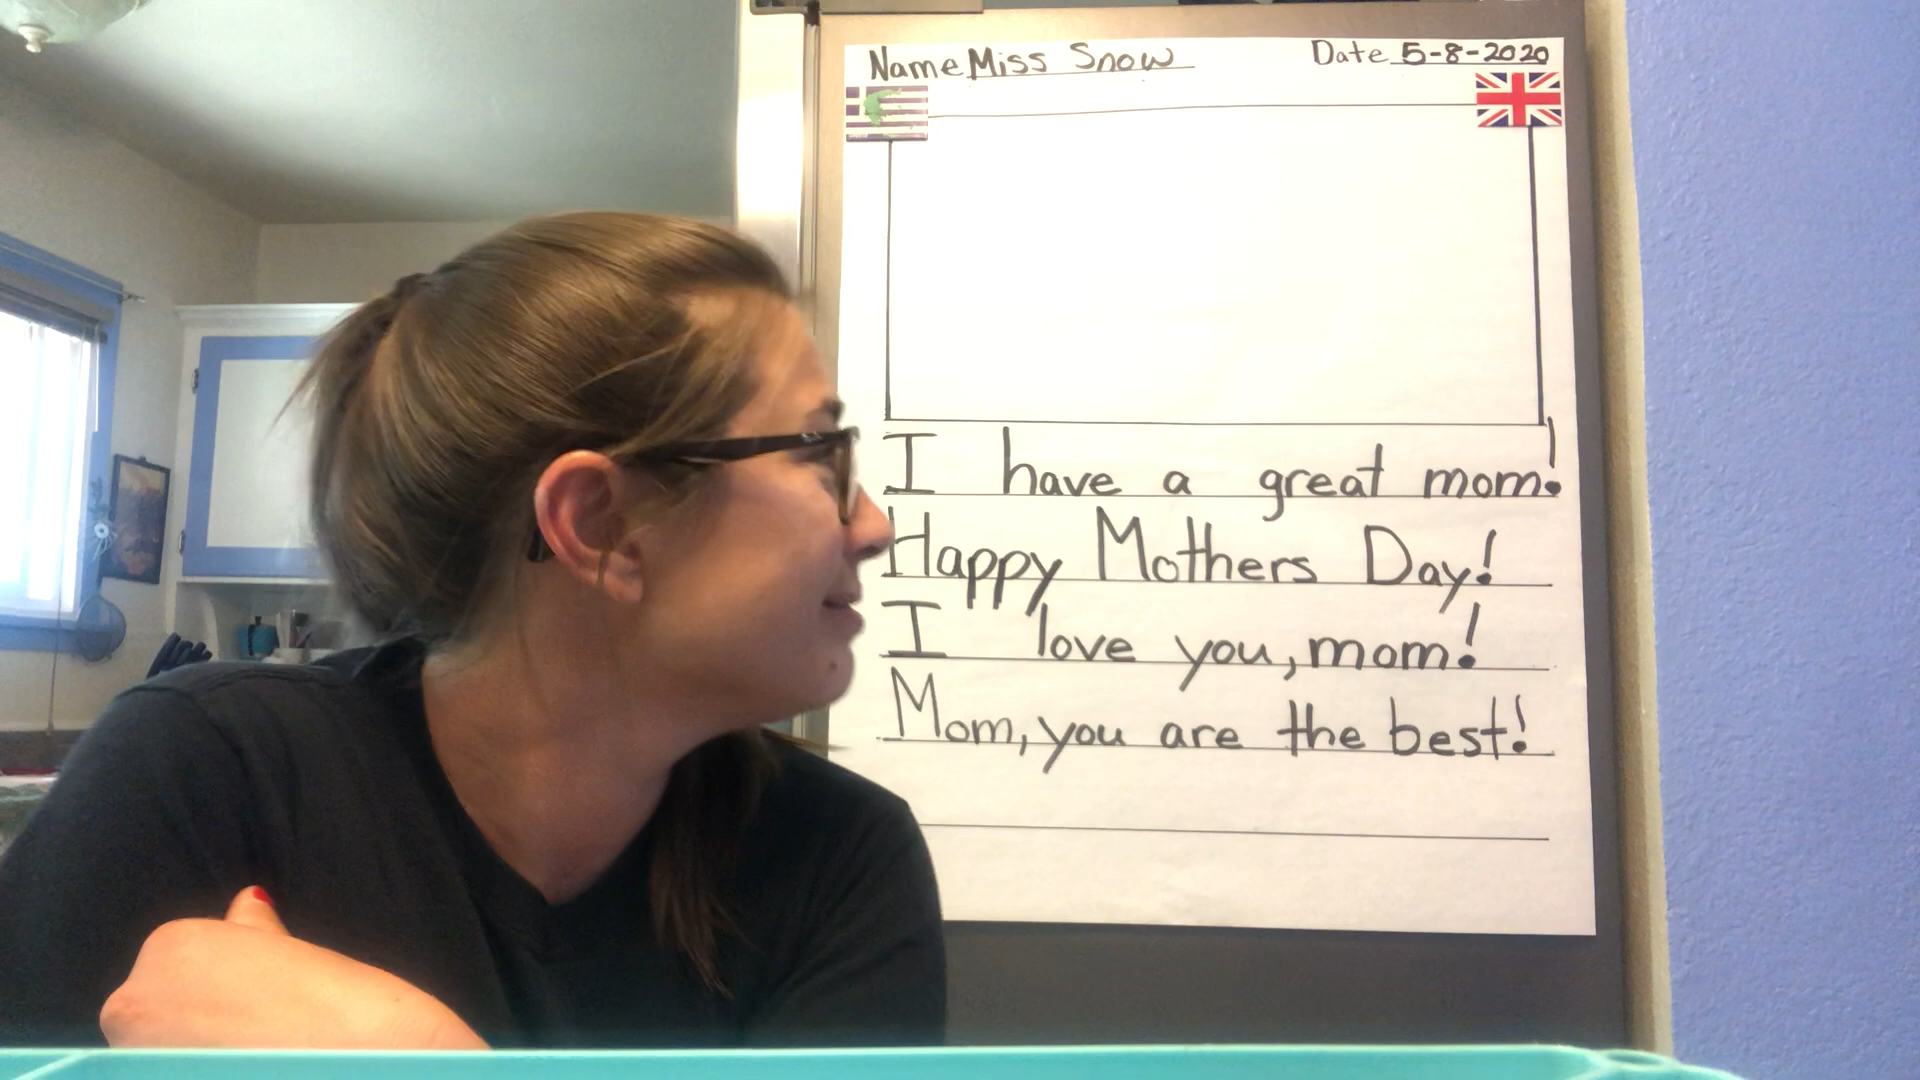 Name Miss Snow Date 5-8-2020
I have a great mom!
Happy Mothers Day!
I love you, mom!
Mom, you are the best!